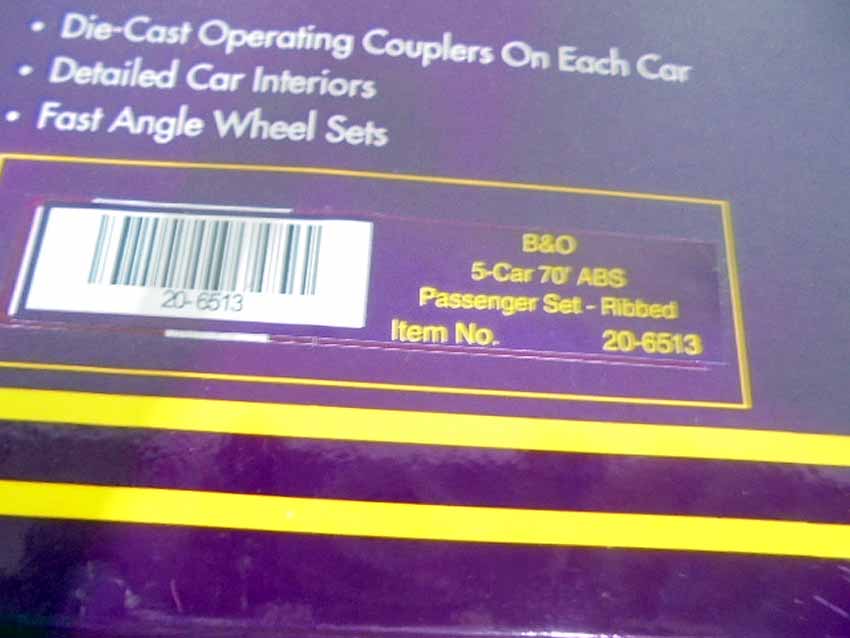 • Die-Cast Operating Couplers On Each Car
• Detailed Car Interiors
• Fast Angle Wheel Sets
20-6513
B&O
5-Car 70' ABS
Passenger Set - Ribbed
Item No. 20-6513